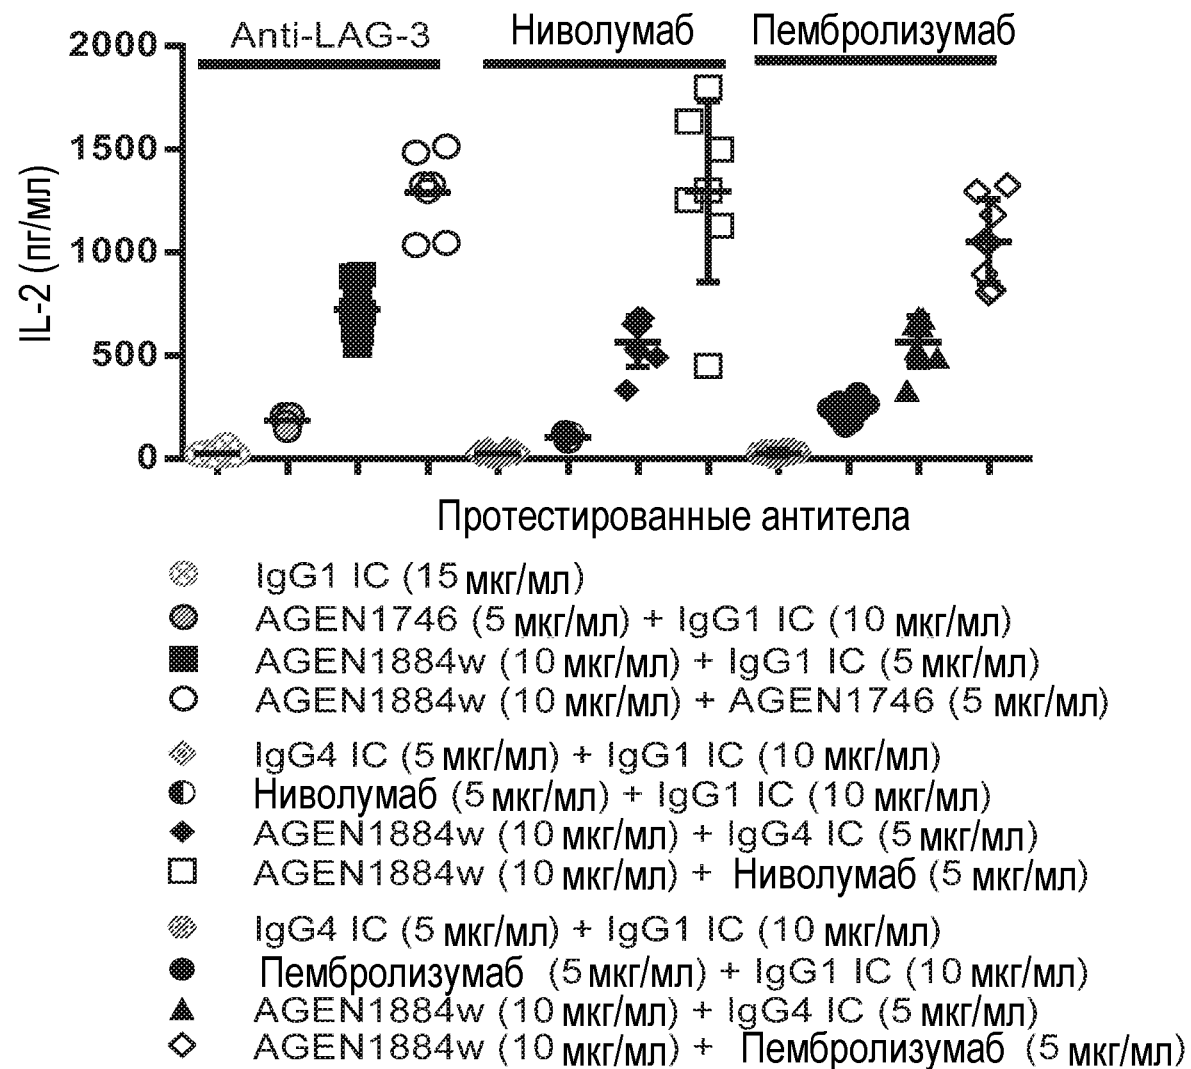 Anti-LAG-3 Ниволумаб Пембролизумаб
2000
1500
1000
500
0
IL-2 (пг/мл)
Протестированные антитела
IgG1 IC (15 мкг/мл)
AGEN1746 (5 мкг/мл) + IgG1 IC (10 мкг/мл)
AGEN1884w (10 мкг/мл) + IgG1 IC (5 мкг/мл)
AGEN1884w (10 мкг/мл) + AGEN1746 (5 мкг/мл)
IgG4 IC (5 мкг/мл) + IgG1 IC (10 мкг/мл)
Ниволумаб (5 мкг/мл) + IgG1 IC (10 мкг/мл)
AGEN1884w (10 мкг/мл) + IgG4 IC (5 мкг/мл)
AGEN1884w (10 мкг/мл) + Ниволумаб (5 мкг/мл)
IgG4 IC (5 мкг/мл) + IgG1 IC (10 мкг/мл)
Пембролизумаб (5 мкг/мл) + IgG1 IC (10 мкг/мл)
AGEN1884w (10 мкг/мл) + IgG4 IC (5 мкг/мл)
AGEN1884w (10 мкг/мл) + Пембролизумаб (5 мкг/мл)